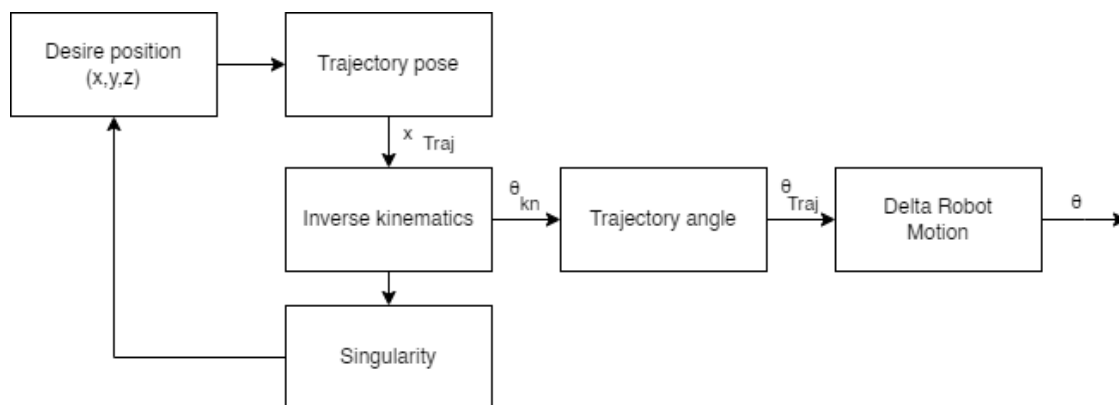 Desire position
(x,y,z)
Trajectory pose
x Traj
Inverse kinematics
θ kn
Trajectory angle
θ Traj
Delta Robot
Motion
θ
Singularity